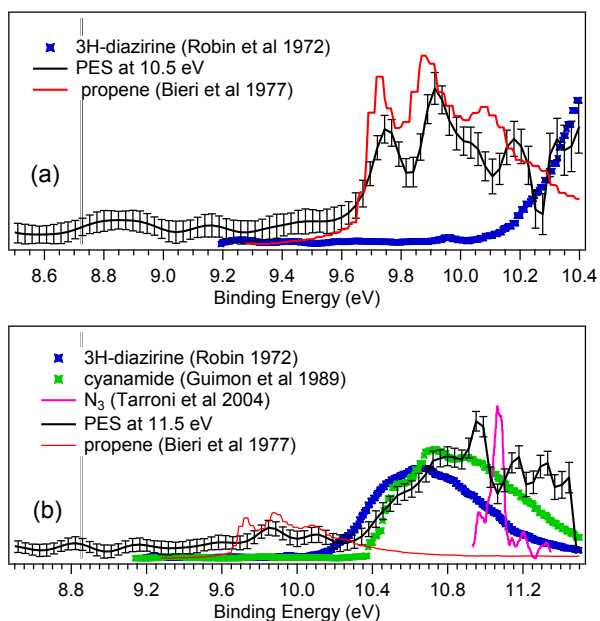 3H-diazirine (Robin et al 1972)
PES at 10.5 eV
propene (Bieri et al 1977)
(a)
8.6 8.8 9.0 9.2 9.4 9.6 9.8 10.0 10.2 10.4
Binding Energy (eV)
3H-diazirine (Robin 1972)
cyanamide (Guimon et al 1989)
N₃ (Tarroni et al 2004)
PES at 11.5 eV
propene (Bieri et al 1977)
(b)
8.8 9.2 9.6 10.0 10.4 10.8 11.2
Binding Energy (eV)